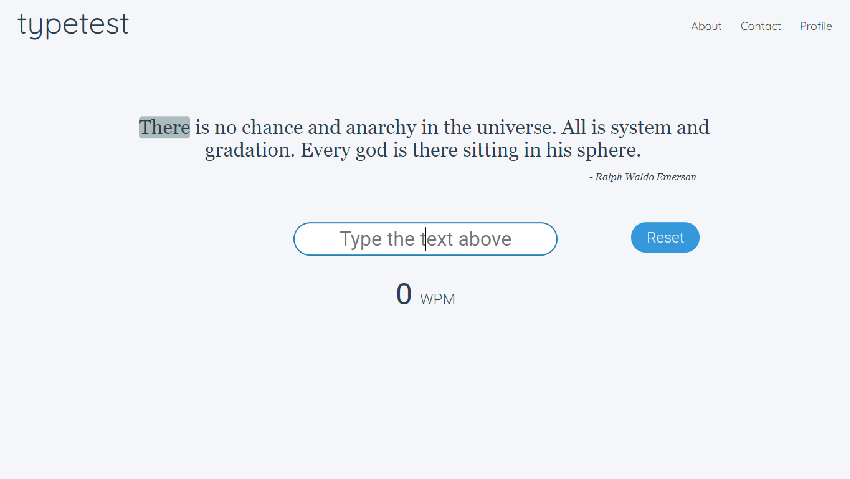 typetest
About Contact Profile
There is no chance and anarchy in the universe. All is system and
gradation. Every god is there sitting in his sphere.
- Ralph Waldo Emerson
Type the text above
Reset
0 WPM